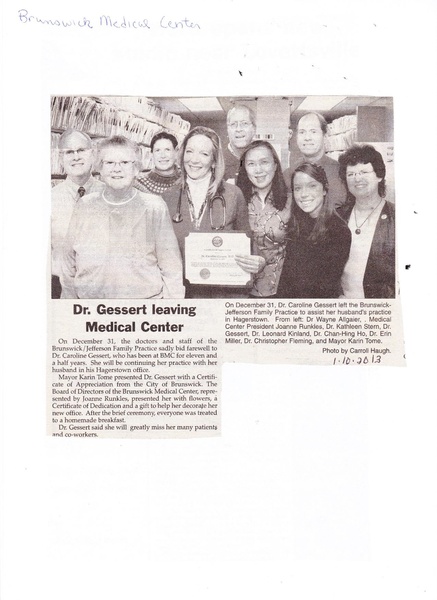 Brunswick Medical Center
Dr. Gessert leaving
Medical Center
On December 31, the doctors and staff of the
Brunswick/Jefferson Family Practice sadly bid farewell to
Dr. Caroline Gessert, who has been at BMC for eleven and
a half years. She will be continuing her practice with her
husband in his Hagerstown office.
Mayor Karin Tome presented Dr. Gessert with a Certifi-
cate of Appreciation from the City of Brunswick. The
Board of Directors of the Brunswick Medical Center, repre-
sented by Joanne Runkles, presented her with flowers, a
Certificate of Dedication and a gift to help her decorate her
new office. After the brief ceremony, everyone was treated
to a homemade breakfast.
Dr. Gessert said she will greatly miss her many patients
and co-workers.
On December 31, Dr. Caroline Gessert left the Brunswick-
Jefferson Family Practice to assist her husband's practice
in Hagerstown. From left: Dr Wayne Allgaier, . Medical
Center President Joanne Runkles, Dr. Kathleen Stern, Dr.
Gessert, Dr. Leonard Kinland, Dr. Chan-Hing Ho, Dr. Erin
Miller, Dr. Christopher Fleming, and Mayor Karin Tome.
Photo by Carroll Haugh.
1-10-2013